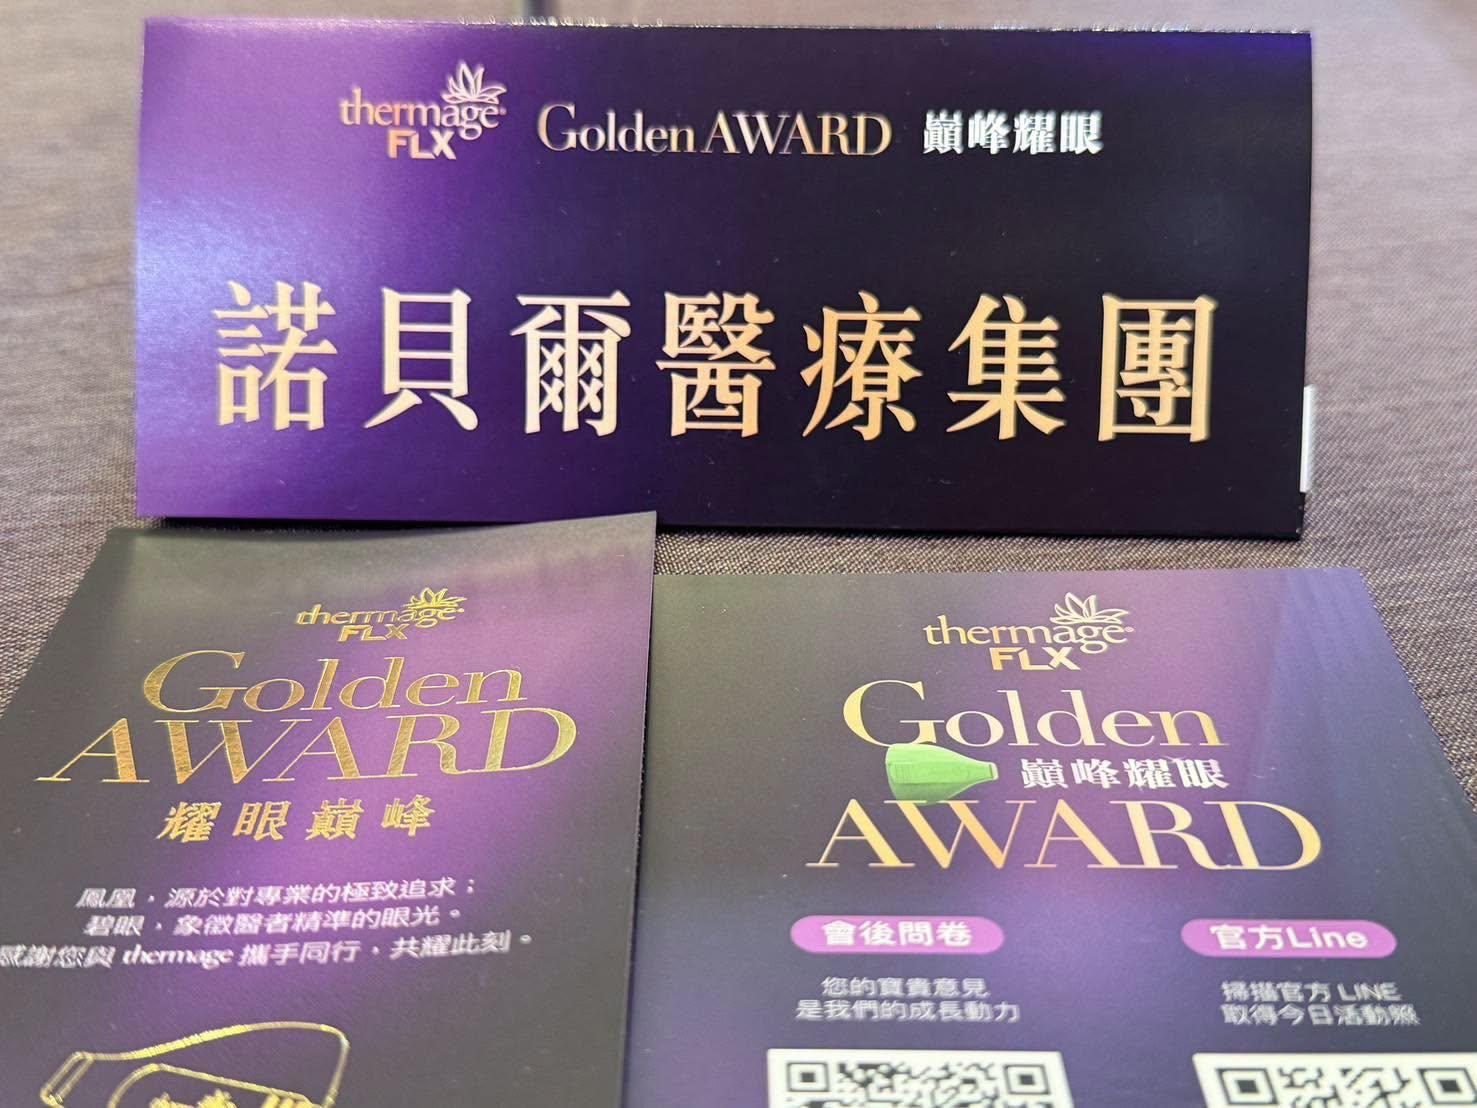 thermage®
FLX
Golden AWARD 巔峰耀眼
諾貝爾醫療集團
thermage®
FLX
Golden
AWARD
耀眼巔峰
鳳凰，源於對專業的極致追求；
碧眼，象徵醫者精準的眼光。
感謝您與 thermage 攜手同行，共耀此刻。
thermage®
FLX
Golden
巔峰耀眼
AWARD
會後問卷
您的寶貴意見
是我們的成長動力
官方Line
掃描官方 LINE
取得今日活動照